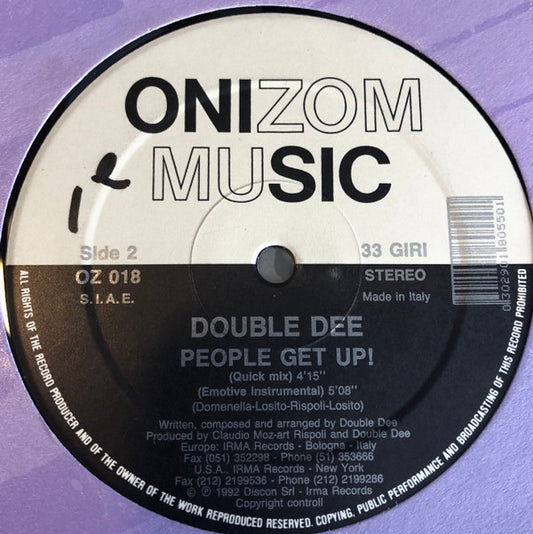 ONIZOM
MUSIC
Side 2
33 GIRI
OZ 018
STEREO
S.I.A.E.
Made in Italy
0302901805501
DOUBLE DEE
PEOPLE GET UP!
(Quick mix) 4'15''
(Emotive instrumental) 5'08''
(Domenella-Losito-Rispoli-Losito)
Written, composed and arranged by Double Dee
Produced by Claudio Moz-art Rispoli and Double Dee
Europe: IRMA Records - Bologna - Italy
Fax (051) 352298 - Phone (51) 353666
U.S.A.. IRMA Records - New York
Fax (212) 2199536 - Phone (212) 2199286
© ℗ 1992 Discon Srl - Irma Records
Copyright controll
ALL RIGHTS OF THE RECORD PRODUCER AND OF THE OWNER OF THE WORK REPRODUCED RESERVED. COPYING, PUBLIC PERFORMANCE AND BROADCASTING OF THIS RECORD PROHIBITED